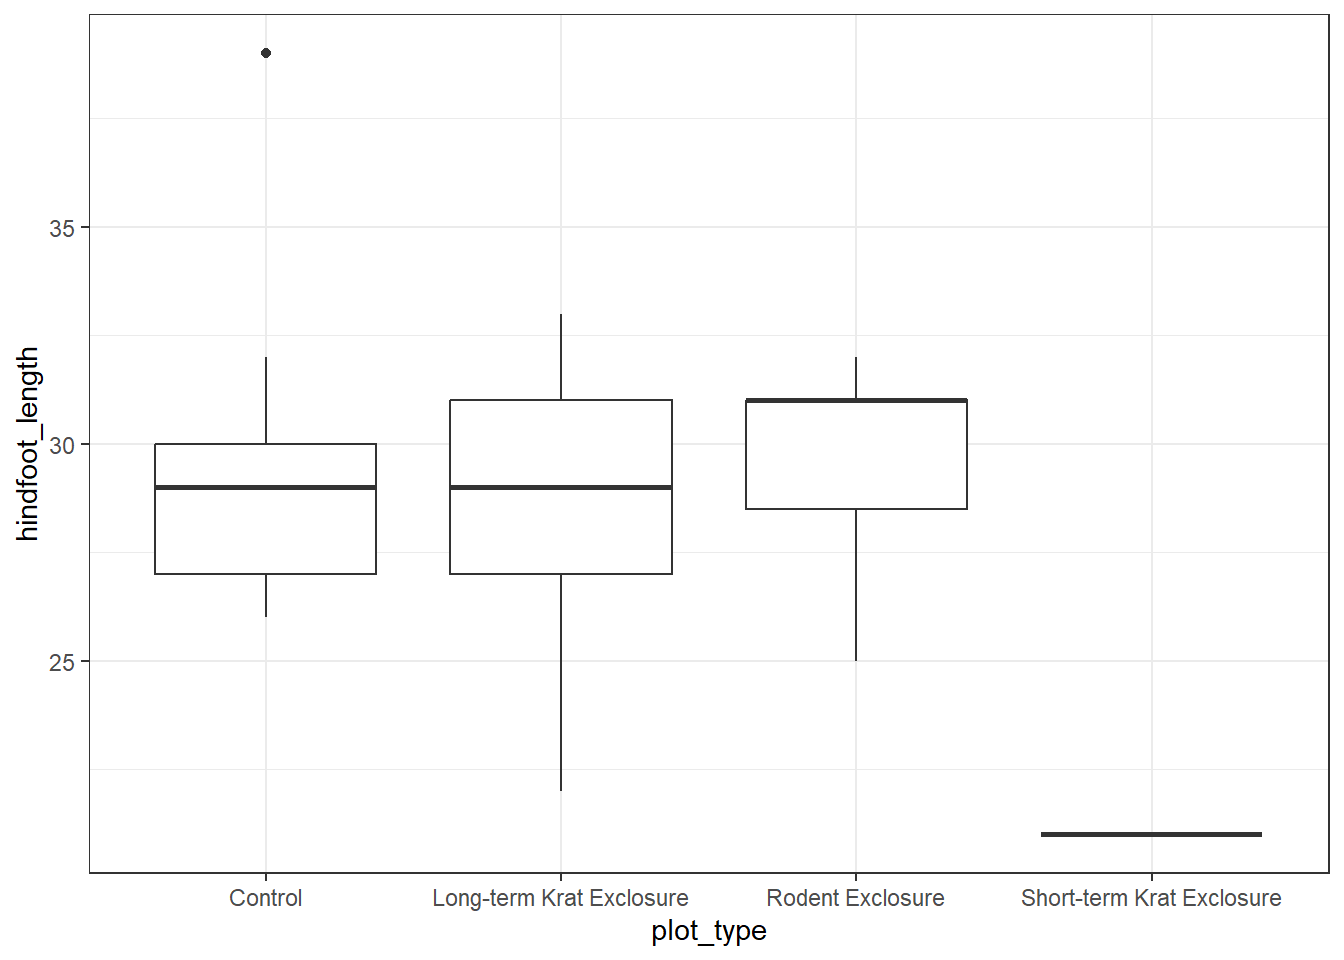 hindfoot_length
35
30
25
Control
Long-term Krat Exclosure
Rodent Exclosure
Short-term Krat Exclosure
plot_type